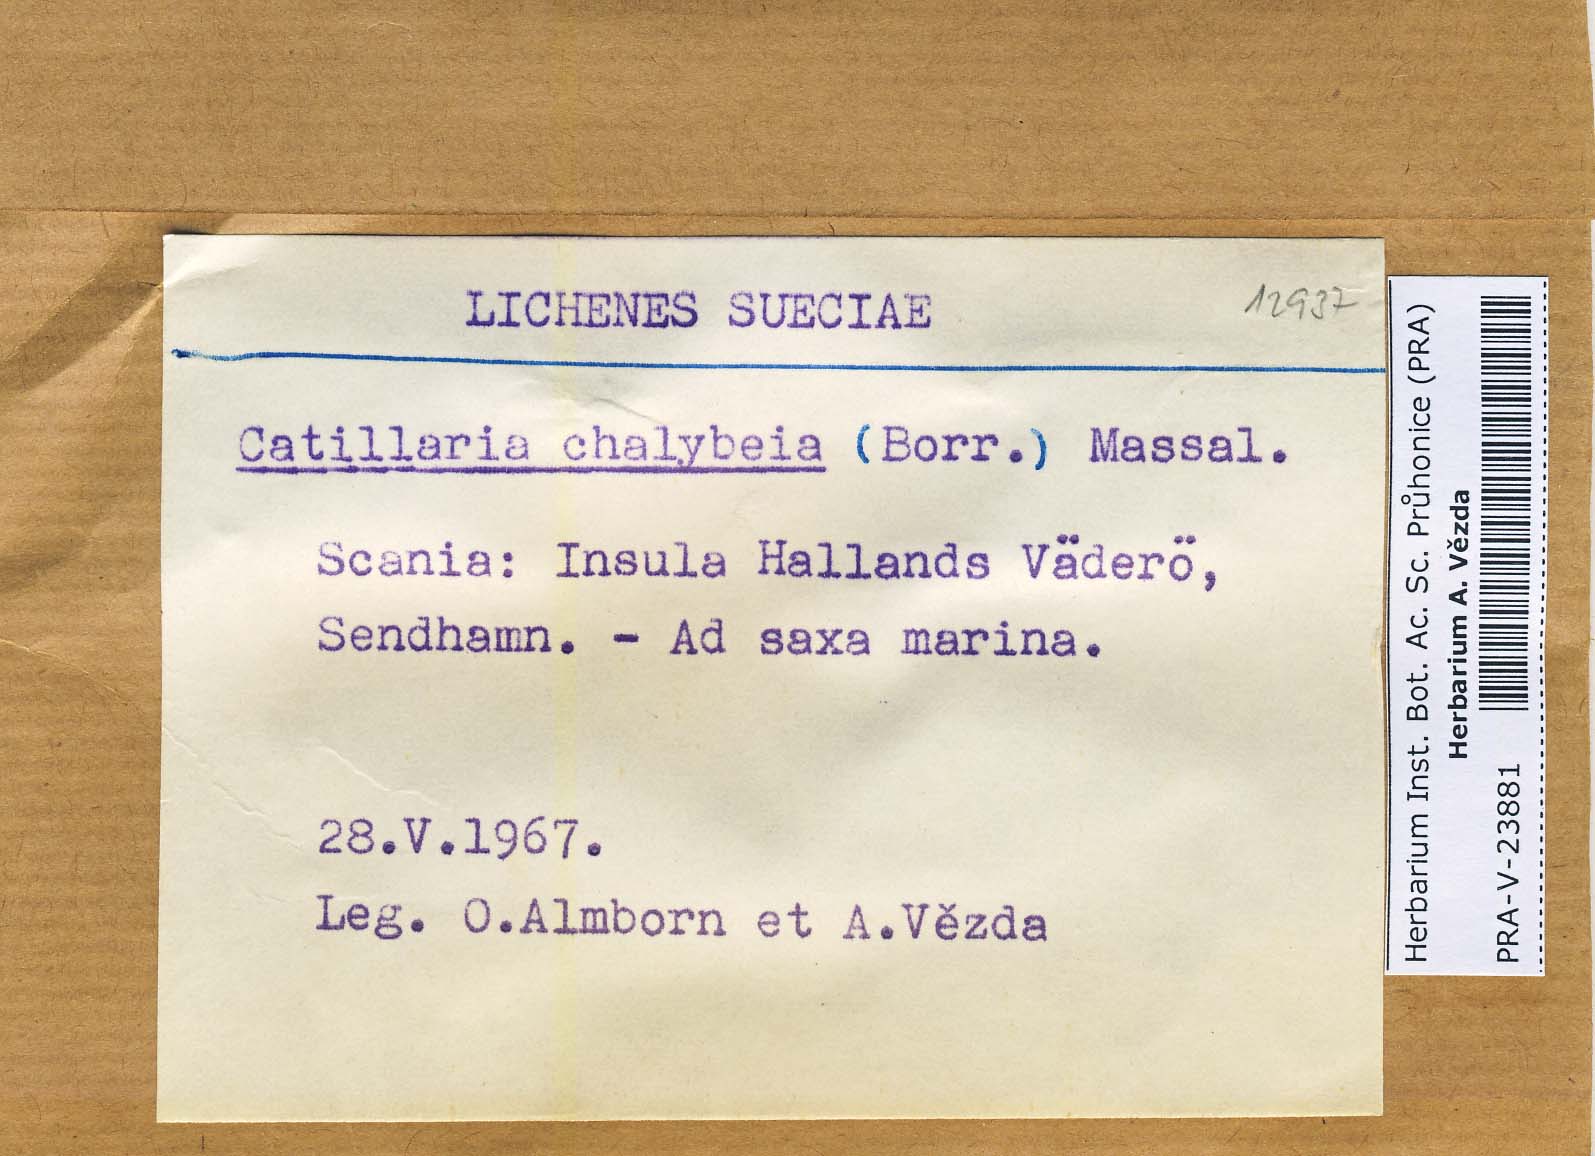 LICHENES SUECIAE
12937
Catillaria chalybeia (Borr.) Massal.
Scania: Insula Hallands Väderö,
Sendhamn. - Ad saxa marina.
28.V.1967.
Leg. O.Almborn et A.Vězda
Herbarium Inst. Bot. Ac. Sc. Průhonice (PRA)
Herbarium A. Vězda
PRA-V-23881